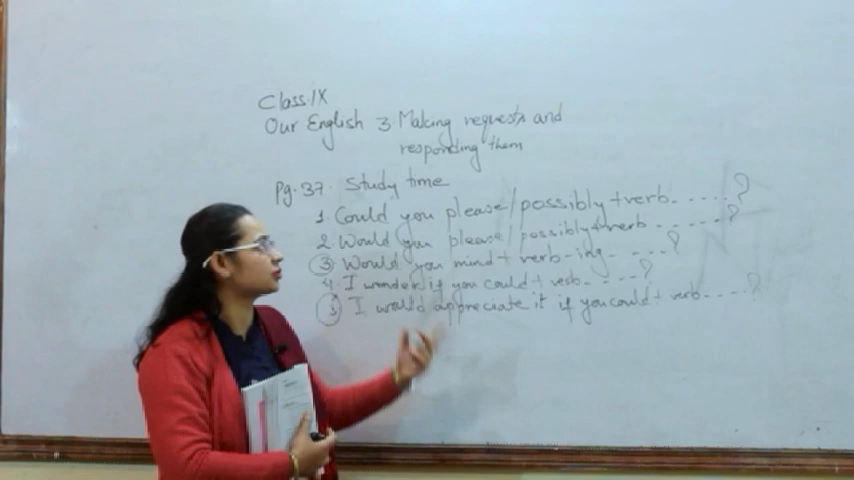 Class.IX
Our English 3 Making requests and
responding them
Pg.37. Study time
1. Could you please/possibly + verb.....?
2. Would you please/possibly + verb.....?
3 Would you mind + verb-ing.....?
4. I wonder if you could + verb.....?
5 I would appreciate it if you could + verb.....?